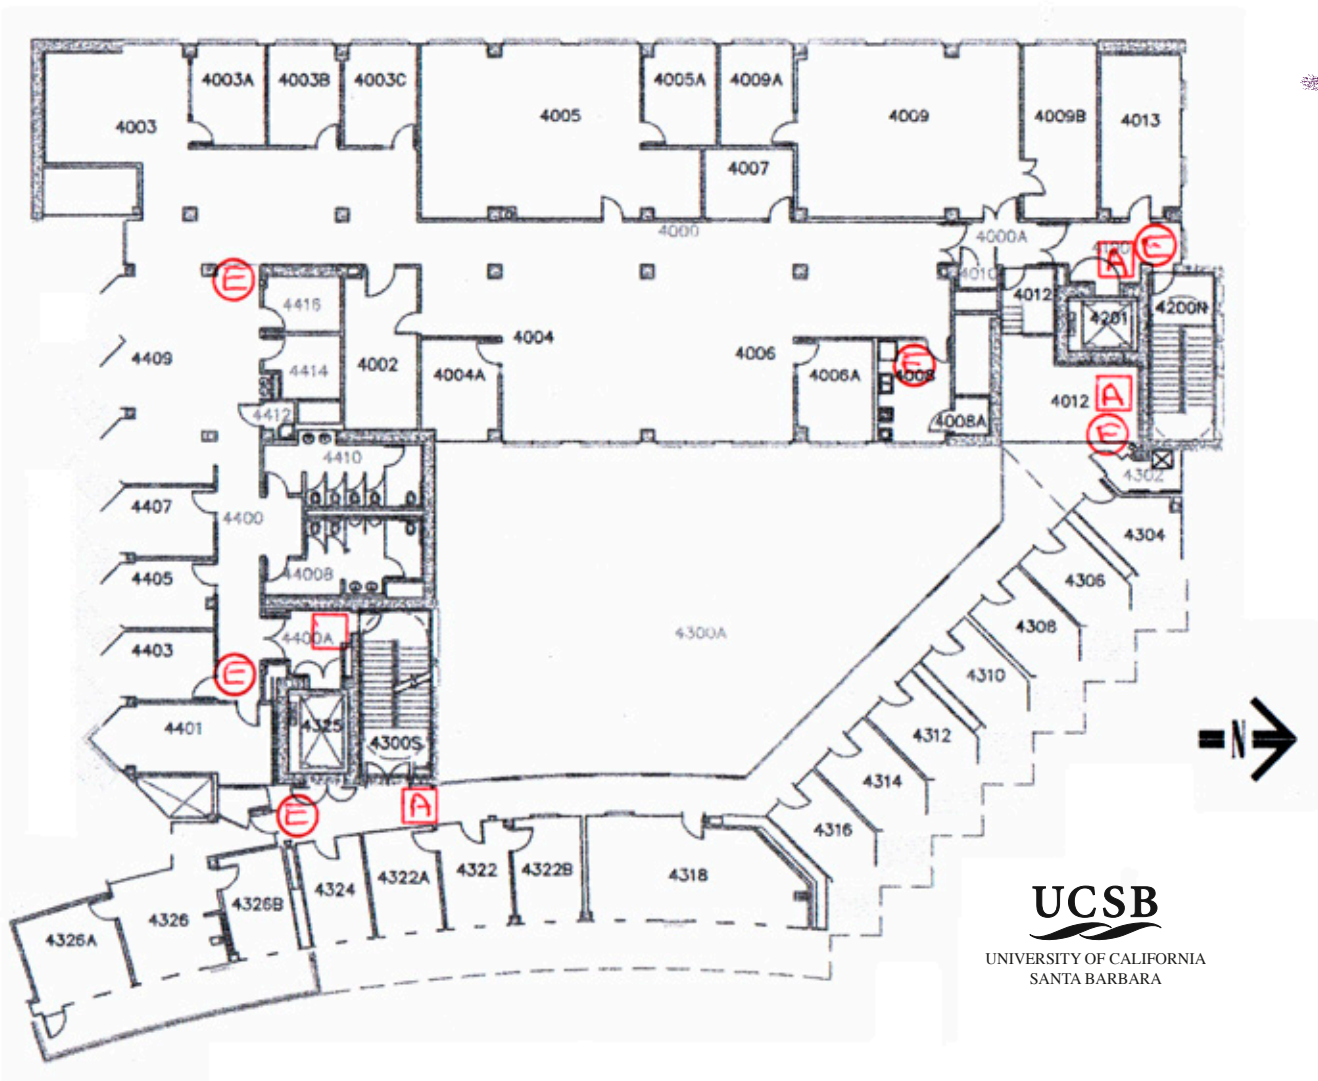 4003A 4003B 4003C 4005A 4009A
4003 4005 4009 4009B 4013
4007
4000 4000A
E A E
E 4416 4010 4012 4201 4200N
4409 4414 4002 4004 4006
4004A 4006A E 4008
4412 4008A 4012 A
E
4410 4302
4407 4400 4304
4405 44008 4306
4403 4400A 4300A 4308
E 4310
4401 4325 4300S 4312 N
E A 4314
4316
4324 4322A 4322 4322B 4318
4326A 4326 4326B
UCSB
UNIVERSITY OF CALIFORNIA
SANTA BARBARA